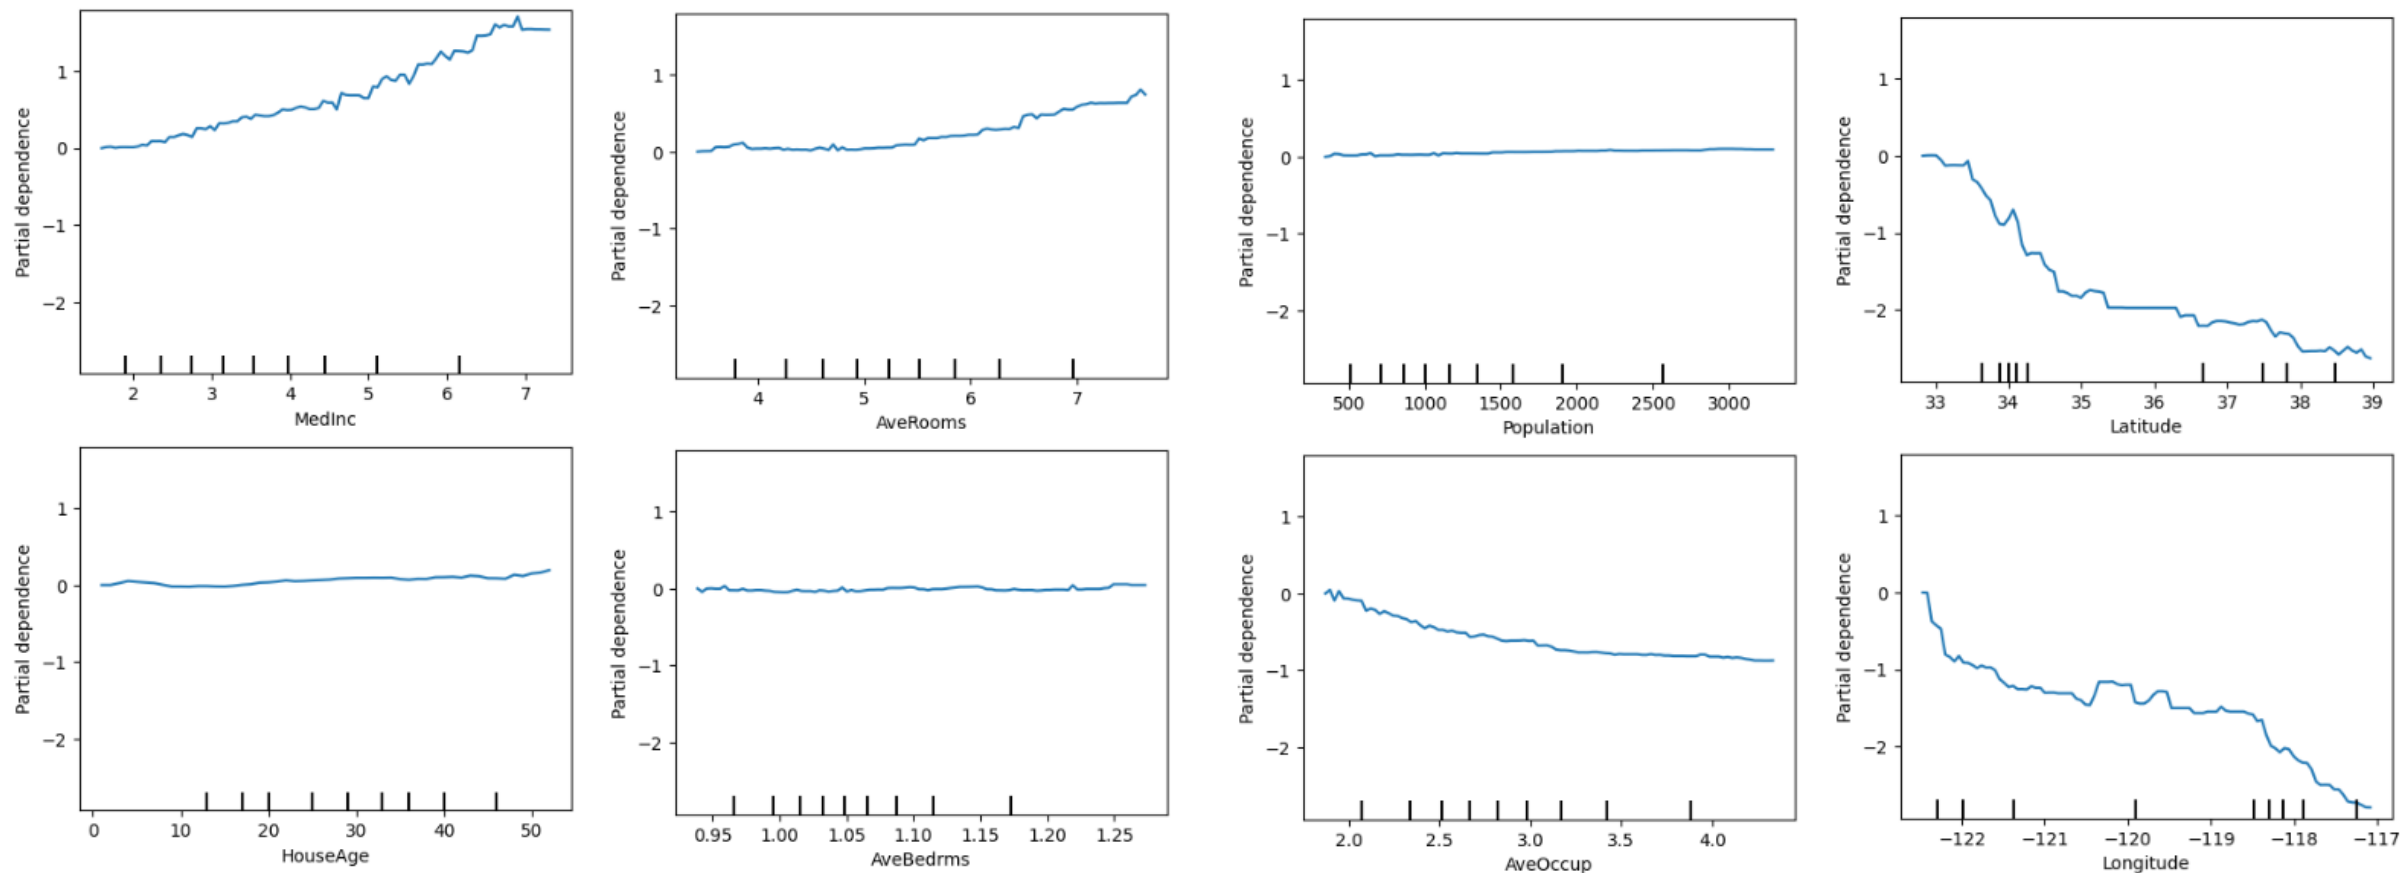 Partial dependence
1
0
−1
−2
2 3 4 5 6 7
MedInc
Partial dependence
1
0
−1
−2
4 5 6 7
AveRooms
Partial dependence
1
0
−1
−2
500 1000 1500 2000 2500 3000
Population
Partial dependence
1
0
−1
−2
33 34 35 36 37 38 39
Latitude
Partial dependence
1
0
−1
−2
0 10 20 30 40 50
HouseAge
Partial dependence
1
0
−1
−2
0.95 1.00 1.05 1.10 1.15 1.20 1.25
AveBedrms
Partial dependence
1
0
−1
−2
2.0 2.5 3.0 3.5 4.0
AveOccup
Partial dependence
1
0
−1
−2
−122 −121 −120 −119 −118 −117
Longitude